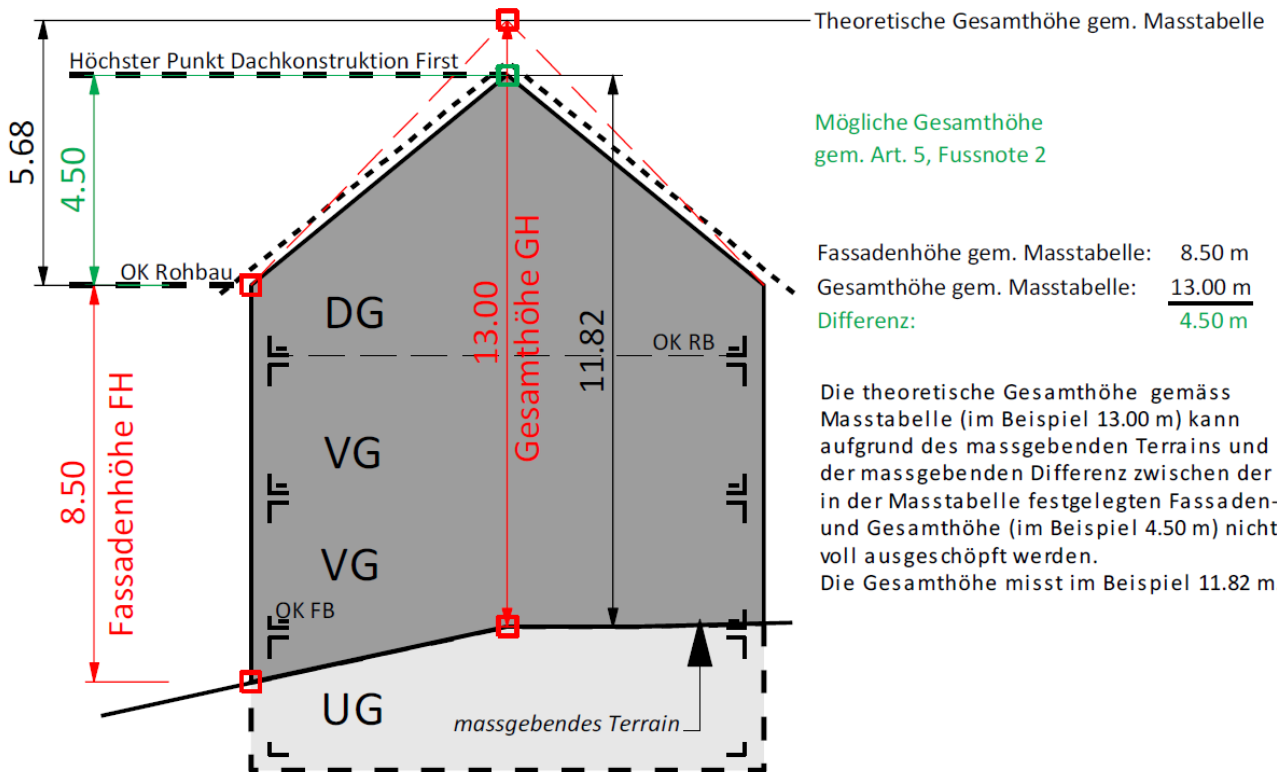 Theoretische Gesamthöhe gem. Masstabelle
Höchster Punkt Dachkonstruktion First
5.68
4.50
Mögliche Gesamthöhe
gem. Art. 5, Fussnote 2
OK Rohbau
Fassadenhöhe gem. Masstabelle: 8.50 m
Gesamthöhe gem. Masstabelle: 13.00 m
Differenz: 4.50 m
DG
13.00
Gesamthöhe GH
11.82
OK RB
8.50
Fassadenhöhe FH
VG
VG
OK FB
Die theoretische Gesamthöhe gemäss
Masstabelle (im Beispiel 13.00 m) kann
aufgrund des massgebenden Terrains und
der massgebenden Differenz zwischen der
in der Masstabelle festgelegten Fassaden-
und Gesamthöhe (im Beispiel 4.50 m) nicht
voll ausgeschöpft werden.
Die Gesamthöhe misst im Beispiel 11.82 m
UG
massgebendes Terrain